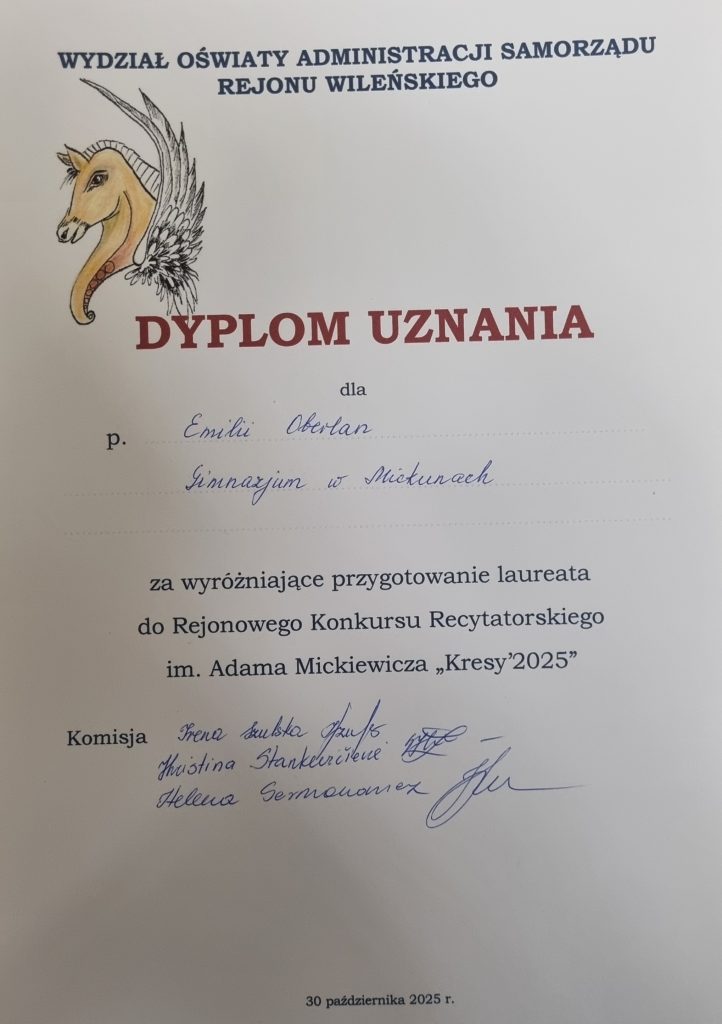 WYDZIAŁ OŚWIATY ADMINISTRACJI SAMORZĄDU
REJONU WILEŃSKIEGO
DYPLOM UZNANIA
dla
p. Emilii Oberlan
Gimnazjum w Mickunach
za wyróżniające przygotowanie laureata
do Rejonowego Konkursu Recytatorskiego
im. Adama Mickiewicza „Kresy’2025”
Komisja Irena
Kristina Stankevičienė
Helena
30 października 2025 r.